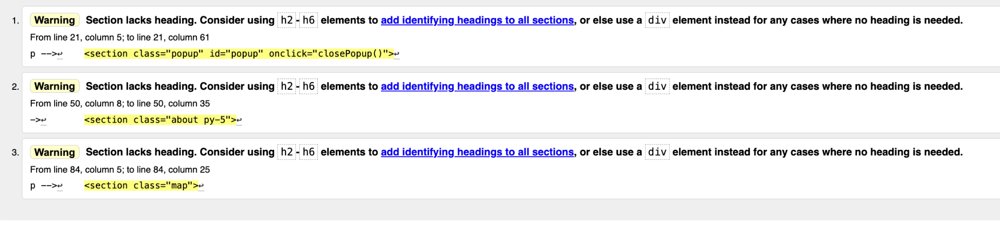 1. Warning Section lacks heading. Consider using h2-h6 elements to add identifying headings to all sections, or else use a div element instead for any cases where no heading is needed.
From line 21, column 5; to line 21, column 61
p -->↩ <section class="popup" id="popup" onclick="closePopup()">↩
2. Warning Section lacks heading. Consider using h2-h6 elements to add identifying headings to all sections, or else use a div element instead for any cases where no heading is needed.
From line 50, column 8; to line 50, column 35
->↩ <section class="about py-5">↩
3. Warning Section lacks heading. Consider using h2-h6 elements to add identifying headings to all sections, or else use a div element instead for any cases where no heading is needed.
From line 84, column 5; to line 84, column 25
p -->↩ <section class="map">↩